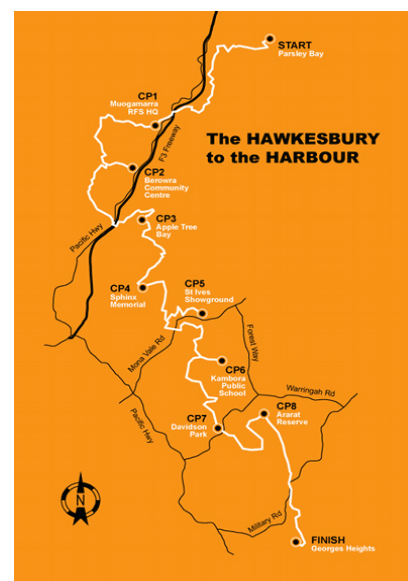 START
Parsley Bay
CP1
Muogamarra
RFS HQ
F3 Freeway
The HAWKESBURY
to the HARBOUR
CP2
Berowra
Community
Centre
CP3
Apple Tree
Bay
Pacific Hwy
CP4
Sphinx
Memorial
CP5
St Ives
Showground
Mona Vale Rd
Forest Way
CP6
Kambora
Public
School
Warringah Rd
CP8
Ararat
Reserve
CP7
Davidson
Park
Pacific Hwy
N
Military Rd
FINISH
Georges Heights